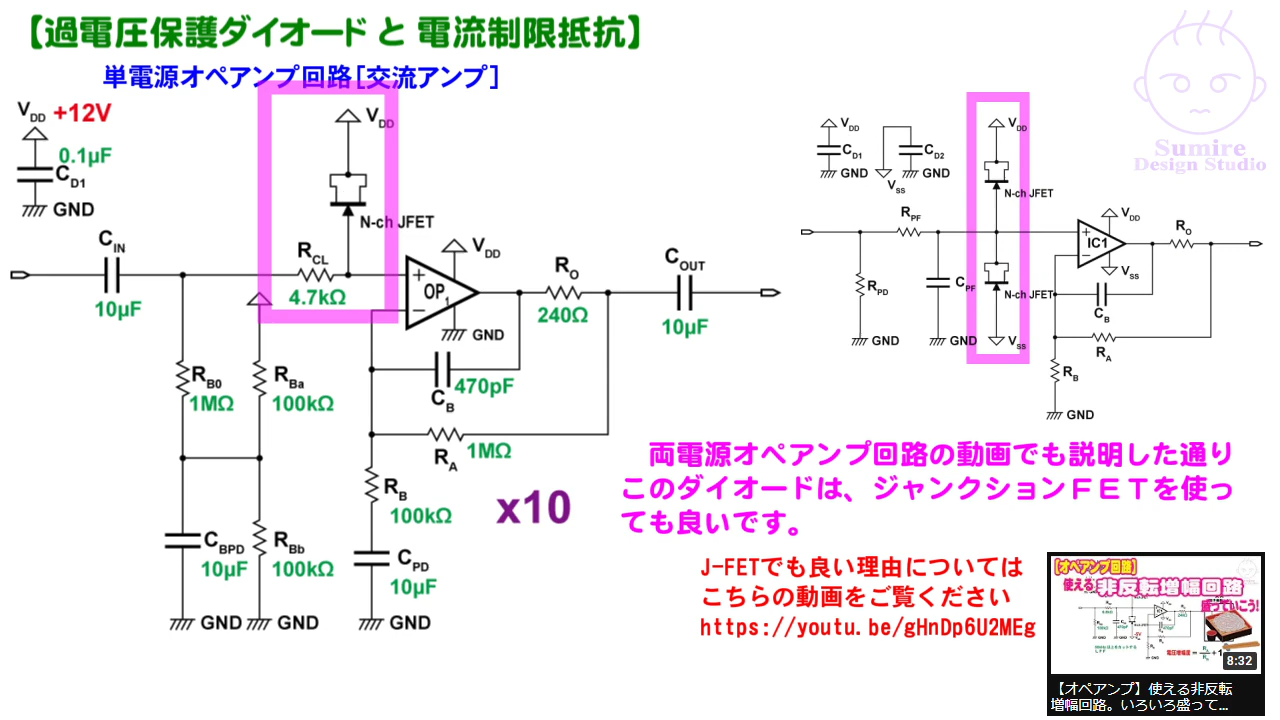 【過電圧保護ダイオード と 電流制限抵抗】
単電源オペアンプ回路[交流アンプ]
VDD +12V
0.1µF
CD1
GND
VDD
N-ch JFET
CIN
10µF
RCL
4.7kΩ
VDD
+
OP1
−
GND
RO
240Ω
COUT
10µF
RB0
1MΩ
RBa
100kΩ
470pF
CB
1MΩ
RA
RB
100kΩ
x10
CBPD
10µF
RBb
100kΩ
CPD
10µF
GND
GND
GND
VDD
CD1
GND
CD2
GND
VSS
VDD
N-ch JFET
RPF
RPD
GND
CPF
GND
N-ch JFET
VSS
VDD
+
IC1
−
VSS
RO
CB
RA
RB
GND
Sumire
Design Studio
両電源オペアンプ回路の動画でも説明した通り
このダイオードは、ジャンクションＦＥＴを使っ
ても良いです。
J-FETでも良い理由については
こちらの動画をご覧ください
https://youtu.be/gHnDp6U2MEg
[オペアンプ回路]
使える非反転増幅回路
盛っていこう!
8:32
【オペアンプ】使える非反転
増幅回路。いろいろ盛って...